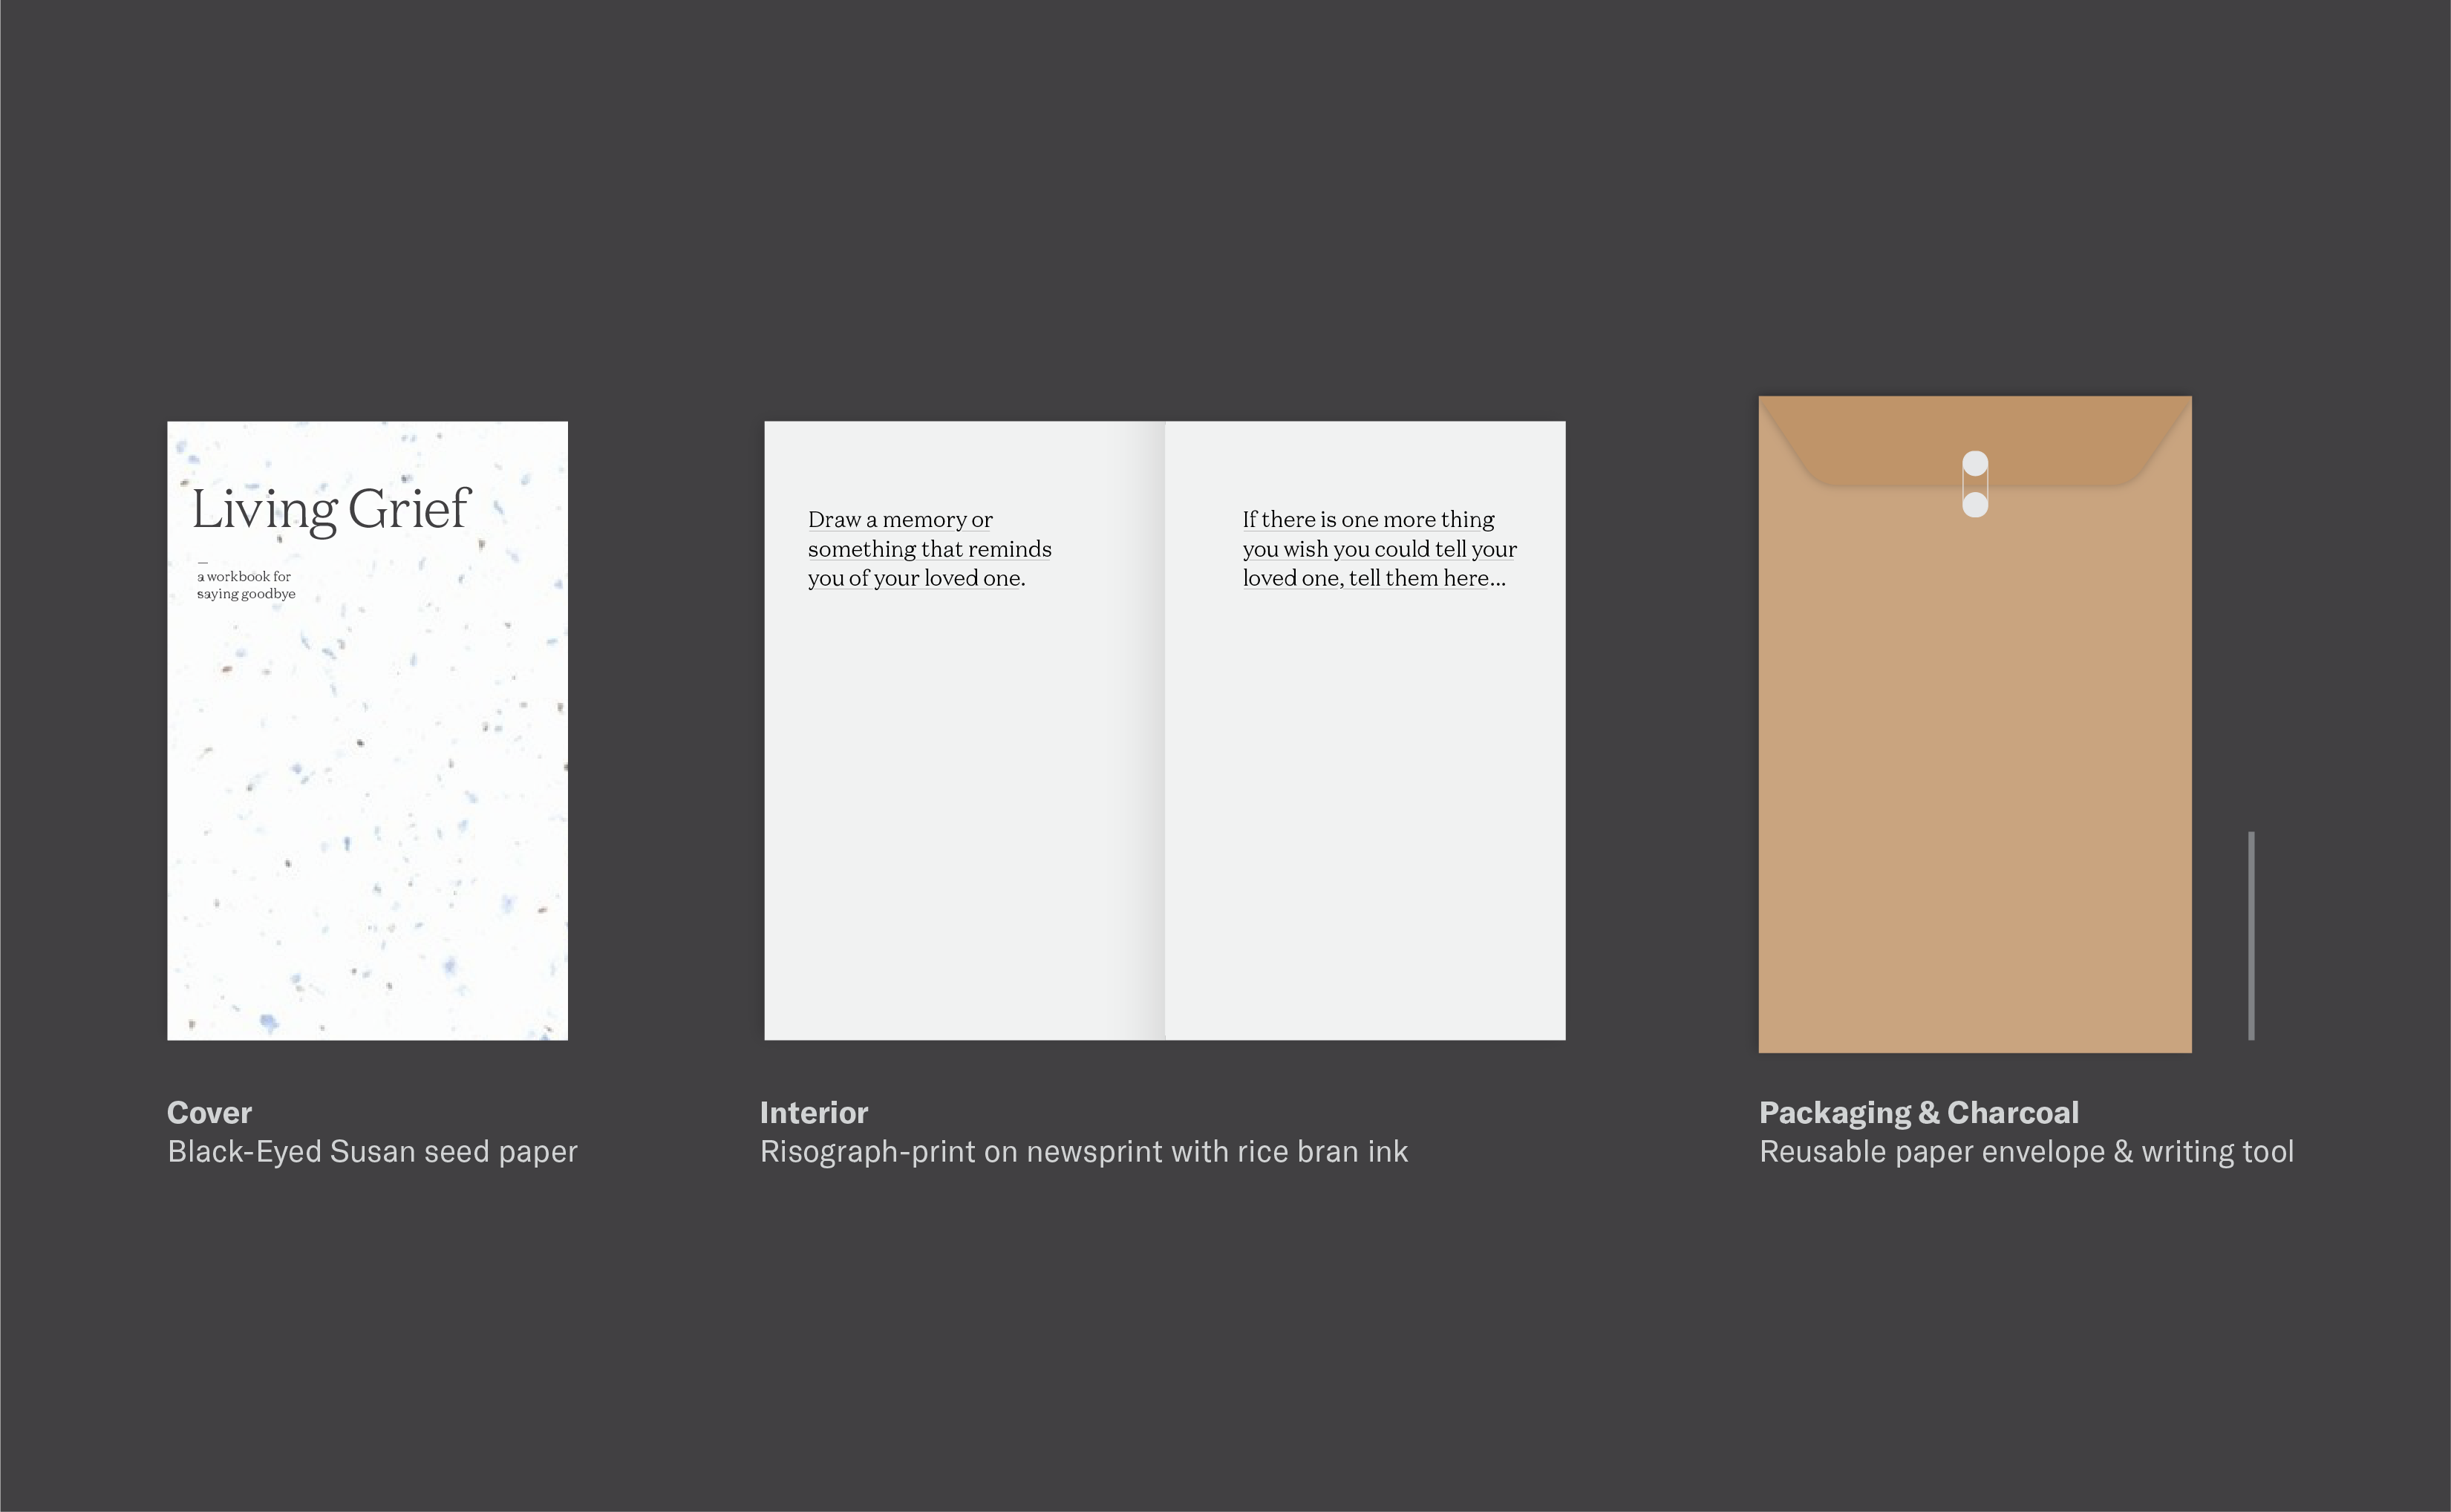 Living Grief
—
a workbook for
saying goodbye
Draw a memory or
something that reminds
you of your loved one.
If there is one more thing
you wish you could tell your
loved one, tell them here...
Cover
Black-Eyed Susan seed paper
Interior
Risograph-print on newsprint with rice bran ink
Packaging & Charcoal
Reusable paper envelope & writing tool